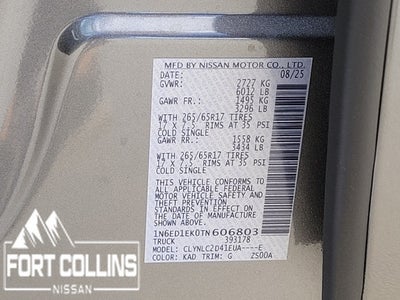 MFD BY NISSAN MOTOR CO., LTD.
DATE: 08/25
GVWR: 2727 KG
6012 LB
GAWR FR.: 1495 KG
3296 LB
WITH 265/65R17 TIRES
17 x 7.5, RIMS AT 35 PSI
COLD SINGLE
GAWR RR.: 1558 KG
3434 LB
WITH 265/65R17 TIRES
17 x 7.5, RIMS AT 35 PSI
COLD SINGLE
THIS VEHICLE CONFORMS
TO ALL APPLICABLE
FEDERAL MOTOR
VEHICLE SAFETY
STANDARDS IN EFFECT
ON THE DATE OF
MANUFACTURE SHOWN
ABOVE.
1N6ED1EK0TN606803
TRUCK 393178
CLYNLC2D41EUA----E
COLOR: KAD TRIM: G Z500A
FORT COLLINS
NISSAN